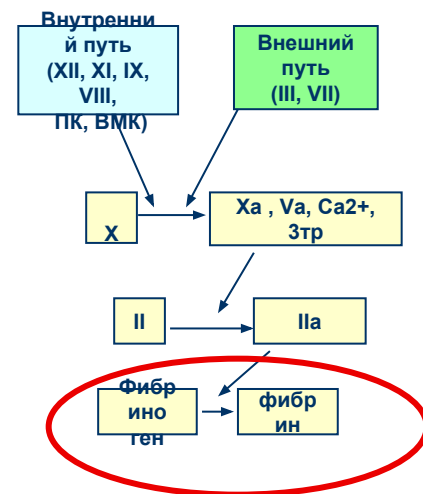 Внутренни
й путь
(XII, XI, IX,
VIII,
ПК, ВМК)
Внешний
путь
(III, VII)
X
Xa , Va, Ca2+,
3тр
II
IIa
Фибр
ино
ген
фибр
ин